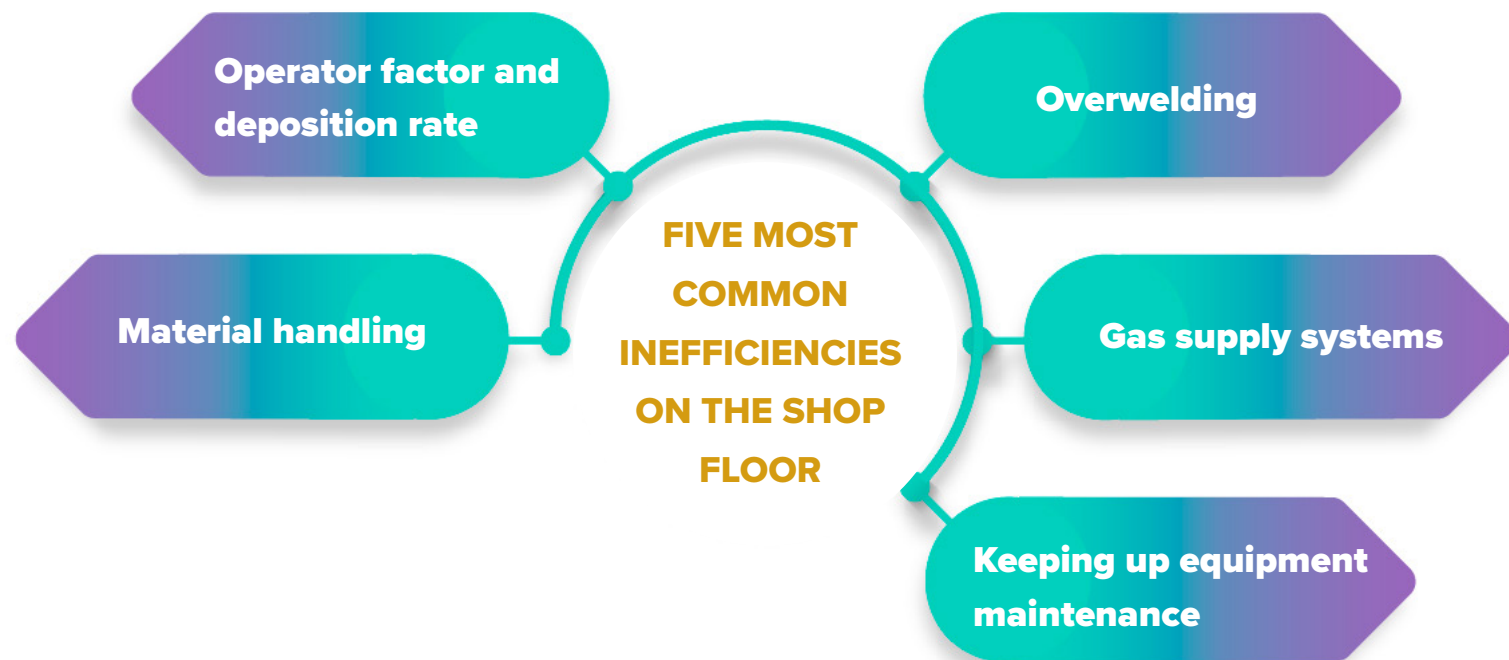 Operator factor and
deposition rate
Overwelding
Material handling
FIVE MOST
COMMON
INEFFICIENCIES
ON THE SHOP
FLOOR
Gas supply systems
Keeping up equipment
maintenance